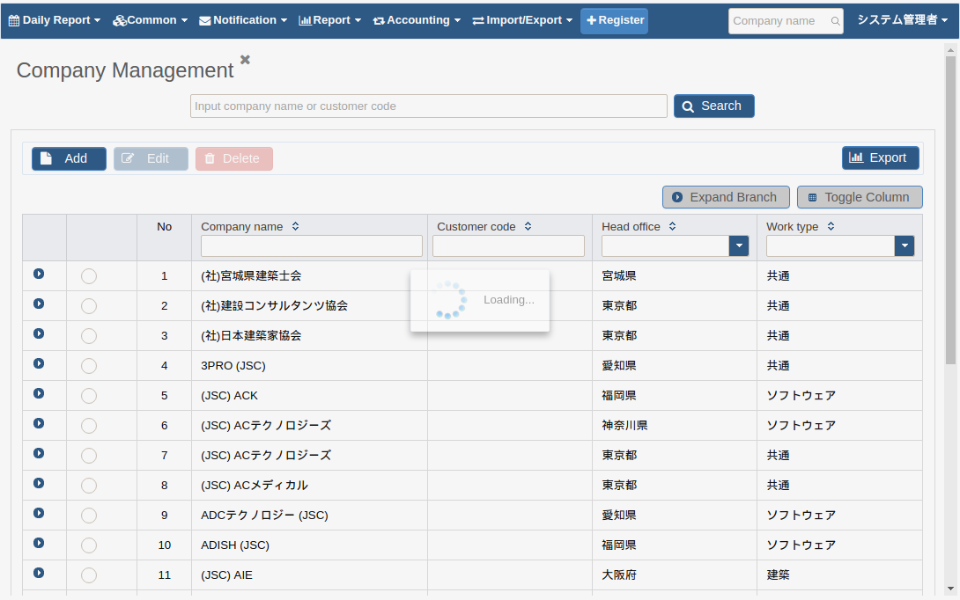 Daily Report Common Notification Report Accounting Import/Export Register Company name システム管理者
Company Management
Input company name or customer code Search
Add Edit Delete Export
Expand Branch Toggle Column
No Company name Customer code Head office Work type
1 (社)宮城県建築士会 宮城県 共通
Loading...
2 (社)建設コンサルタンツ協会 東京都 共通
3 (社)日本建築家協会 東京都 共通
4 3PRO (JSC) 愛知県 共通
5 (JSC) ACK 福岡県 ソフトウェア
6 (JSC) ACテクノロジーズ 神奈川県 ソフトウェア
7 (JSC) ACテクノロジーズ 東京都 共通
8 (JSC) ACメディカル 東京都 共通
9 ADCテクノロジー (JSC) 愛知県 ソフトウェア
10 ADISH (JSC) 福岡県 ソフトウェア
11 (JSC) AIE 大阪府 建築